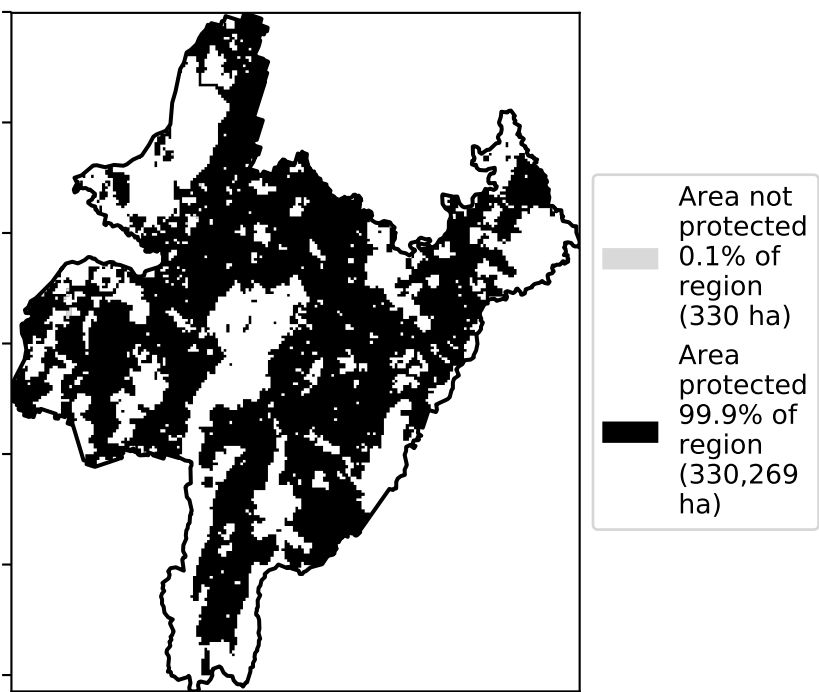 Area not
protected
0.1% of
region
(330 ha)
Area
protected
99.9% of
region
(330,269
ha)